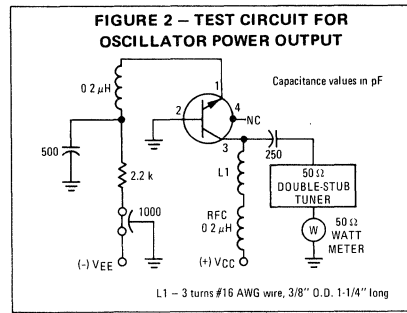 FIGURE 2 – TEST CIRCUIT FOR
OSCILLATOR POWER OUTPUT
Capacitance values in pF
0 2 μH
1
2
4
NC
3
500
250
2.2 k
L1
50 Ω
DOUBLE-STUB
TUNER
1000
RFC
0 2 μH
W
50 Ω
WATT
METER
(-) VEE
(+) VCC
L1 – 3 turns #16 AWG wire, 3/8" O.D. 1-1/4" long